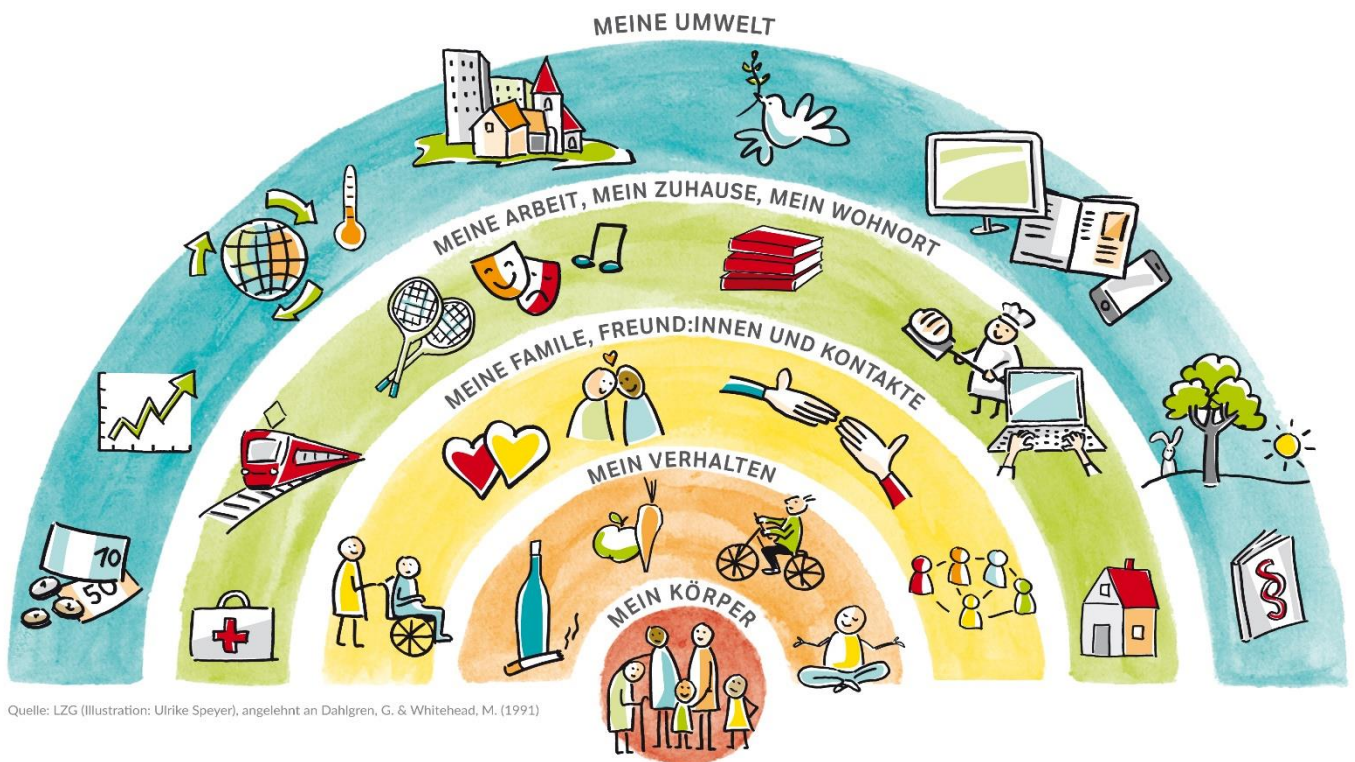 MEINE UMWELT
MEINE ARBEIT, MEIN ZUHAUSE, MEIN WOHNORT
MEINE FAMILE, FREUND:INNEN UND KONTAKTE
MEIN VERHALTEN
MEIN KÖRPER
10
50
§
Quelle: LZG (Illustration: Ulrike Speyer), angelehnt an Dahlgren, G. & Whitehead, M. (1991)